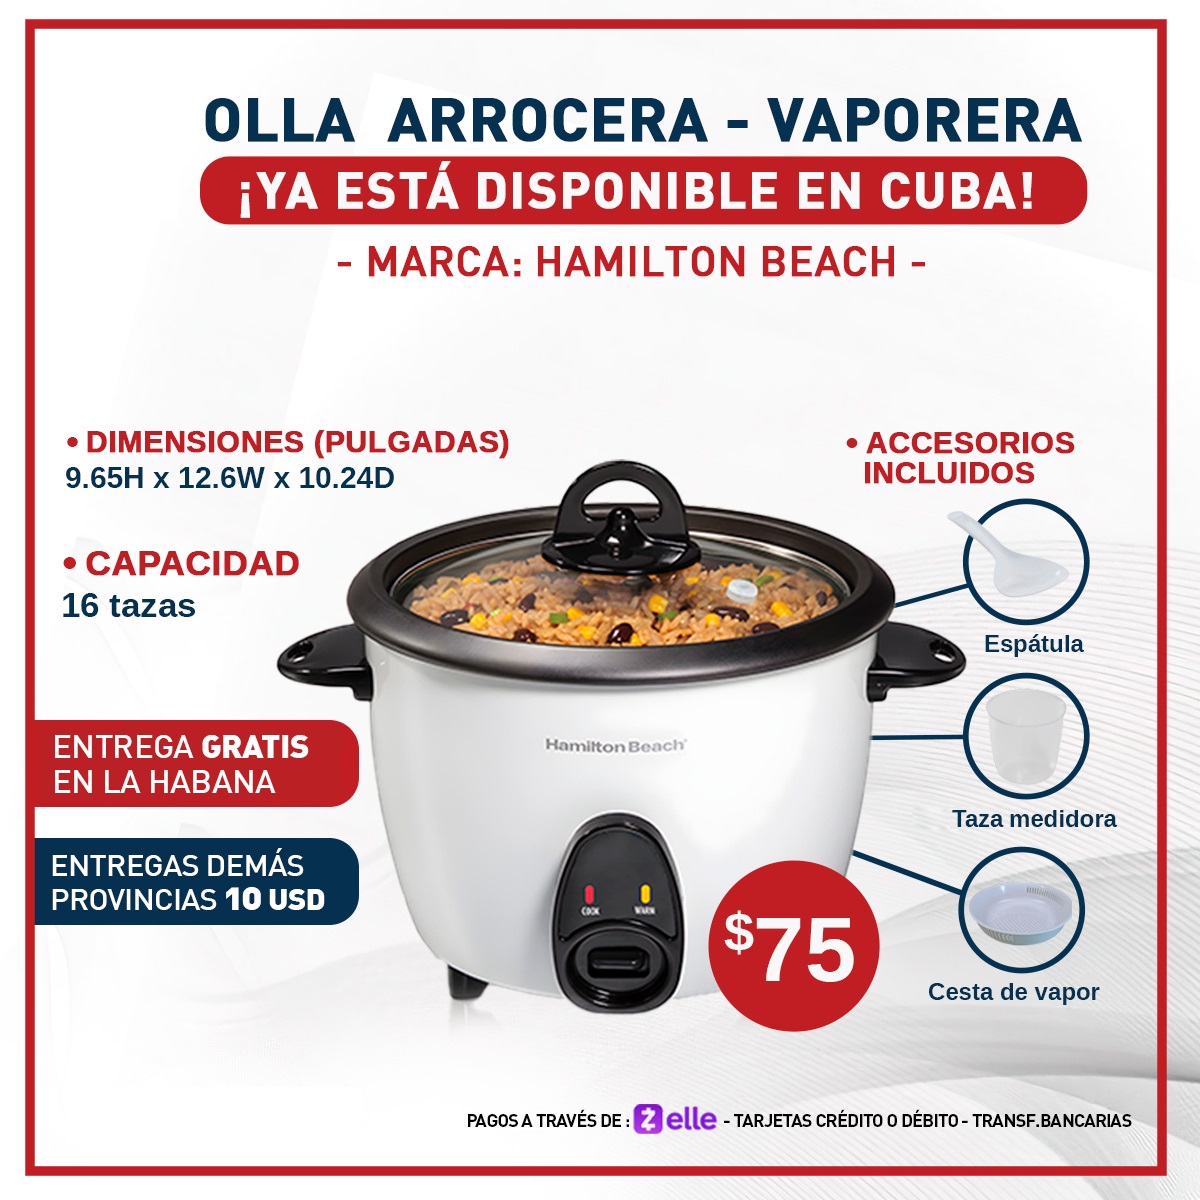 OLLA ARROCERA - VAPORERA
¡YA ESTÁ DISPONIBLE EN CUBA!
- MARCA: HAMILTON BEACH -
• DIMENSIONES (PULGADAS)
9.65H x 12.6W x 10.24D
• CAPACIDAD
16 tazas
ENTREGA GRATIS
EN LA HABANA
ENTREGAS DEMÁS
PROVINCIAS 10 USD
• ACCESORIOS
INCLUIDOS
Espátula
Taza medidora
Cesta de vapor
Hamilton Beach
COOK WARM
$75
PAGOS A TRAVÉS DE : Zelle - TARJETAS CRÉDITO O DÉBITO - TRANSF.BANCARIAS